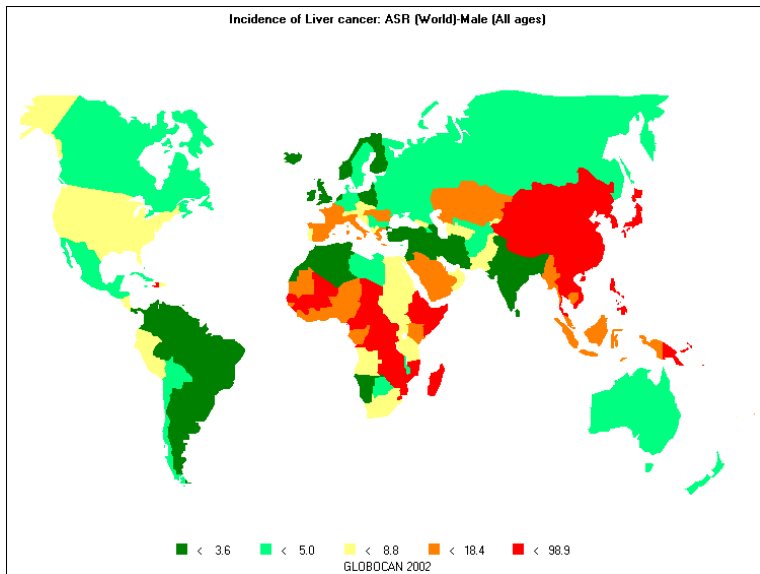 Incidence of Liver cancer: ASR (World)-Male (All ages)
< 3.6 < 5.0 < 8.8 < 18.4 < 98.9
GLOBOCAN 2002